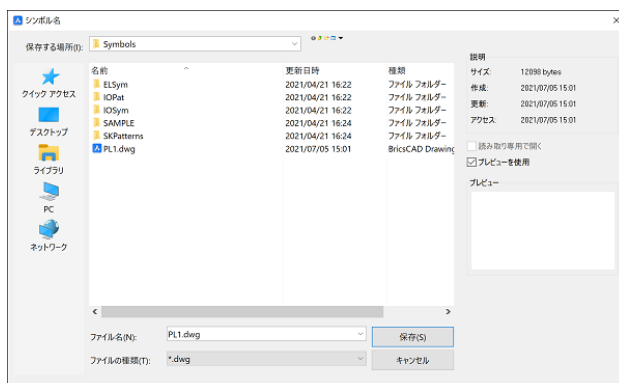 シンボル名
保存する場所(I):
Symbols
クイック アクセス
デスクトップ
ライブラリ
PC
ネットワーク
名前 更新日時 種類
ELSym 2021/04/21 16:22 ファイル フォルダー
IOPat 2021/04/21 16:22 ファイル フォルダー
IOSym 2021/04/21 16:22 ファイル フォルダー
SAMPLE 2021/04/21 16:24 ファイル フォルダー
SKPatterns 2021/04/21 16:24 ファイル フォルダー
PL1.dwg 2021/07/05 15:01 BricsCAD Drawing
ファイル名(N): PL1.dwg 保存(S)
ファイルの種類(T): *.dwg キャンセル
説明
サイズ: 12098 bytes
作成: 2021/07/05 15:01
更新: 2021/07/05 15:01
アクセス: 2021/07/05 15:01
読み取り専用で開く
プレビューを使用
プレビュー